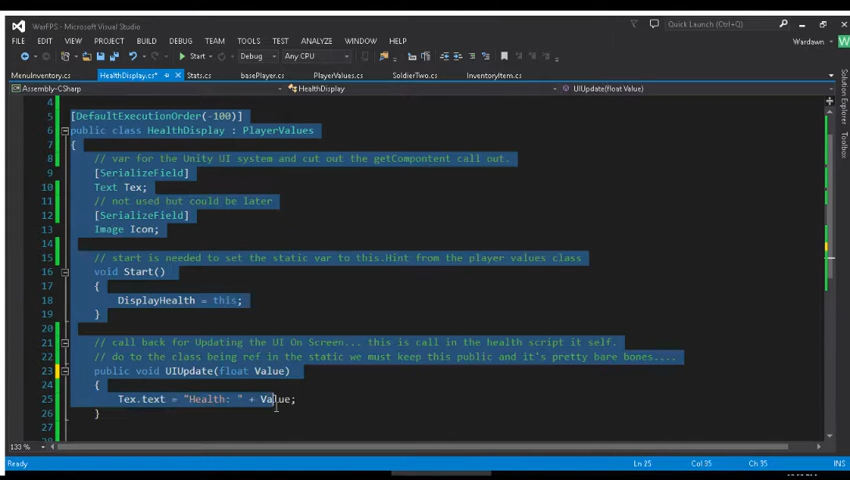 WarFPS - Microsoft Visual Studio
Quick Launch (Ctrl+Q)
FILE EDIT VIEW PROJECT BUILD DEBUG TEAM TOOLS TEST ANALYZE WINDOW HELP
Wardawn W
Start Debug Any CPU
MenuInventory.cs HealthDisplay.cs* Stats.cs basePlayer.cs PlayerValues.cs SoldierTwo.cs InventoryItem.cs
Assembly-CSharp HealthDisplay UIUpdate(float Value)
Solution Explorer
Toolbox
4
5 [DefaultExecutionOrder(-100)]
6 public class HealthDisplay : PlayerValues
7 {
8 // var for the Unity UI system and cut out the getCompontent call out.
9 [SerializeField]
10 Text Tex;
11 // not used but could be later
12 [SerializeField]
13 Image Icon;
14
15 // start is needed to set the static var to this.Hint from the player values class
16 void Start()
17 {
18 DisplayHealth = this;
19 }
20
21 // call back for Updating the UI On Screen... this is call in the health script it self.
22 // do to the class being ref in the static we must keep this public and it's pretty bare bones....
23 public void UIUpdate(float Value)
24 {
25 Tex.text = "Health: " + Value;
26 }
27
133 %
Ready Ln 25 Col 35 Ch 35 INS